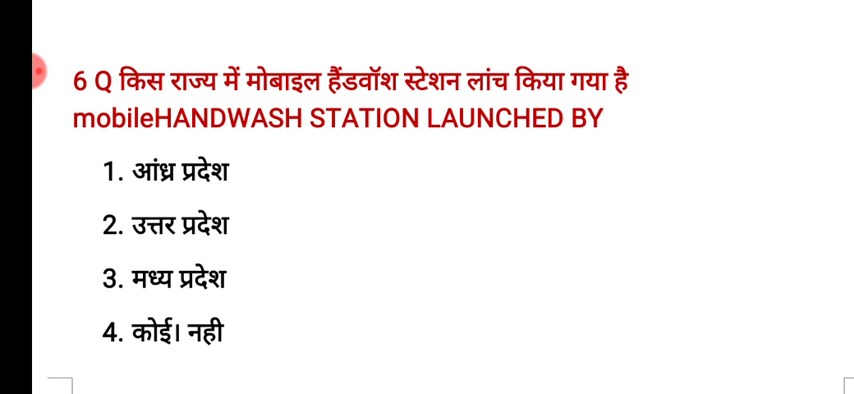 6 Q किस राज्य में मोबाइल हैंडवॉश स्टेशन लांच किया गया है
mobileHANDWASH STATION LAUNCHED BY
1. आंध्र प्रदेश
2. उत्तर प्रदेश
3. मध्य प्रदेश
4. कोई। नही